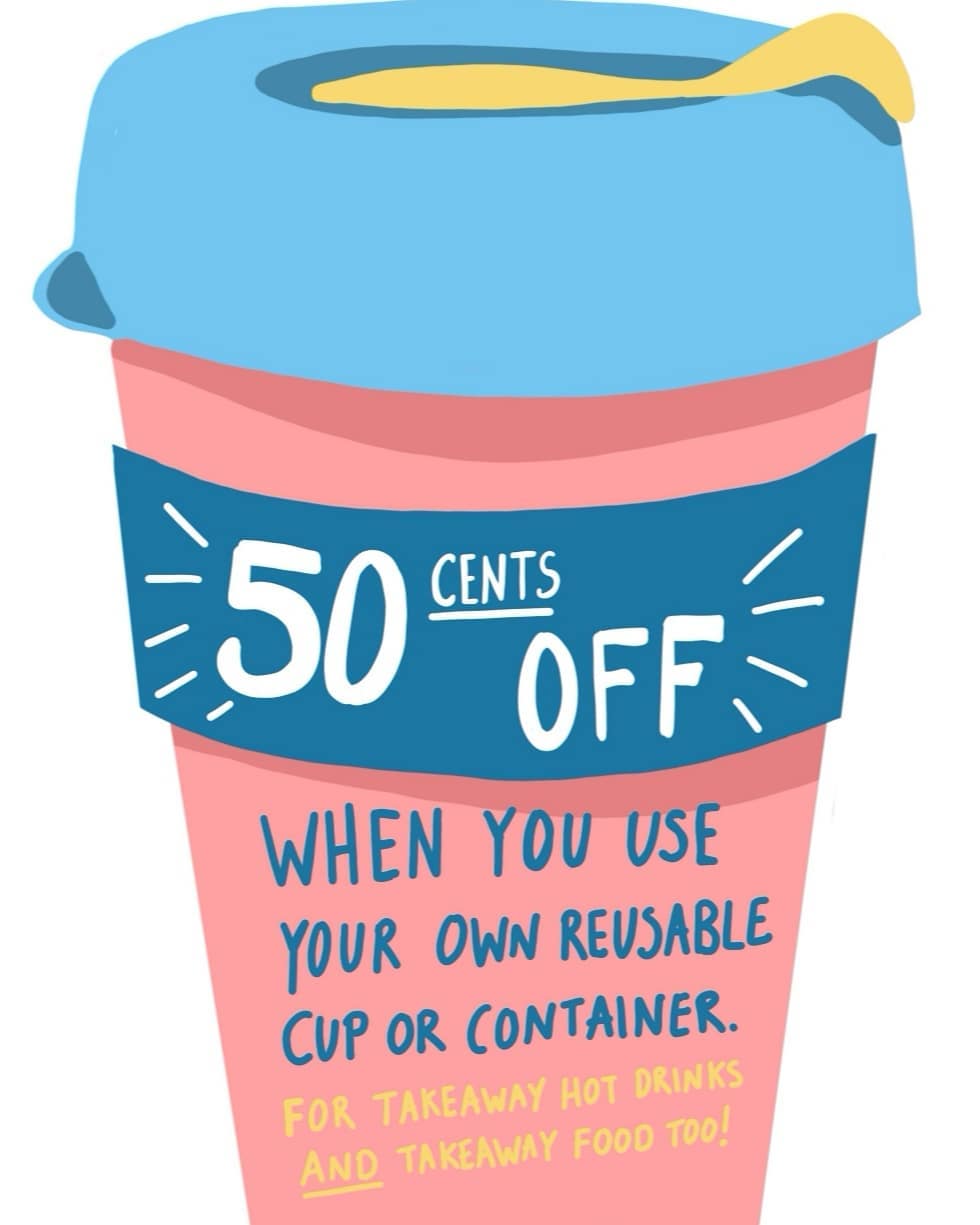 50 CENTS
OFF
WHEN YOU USE
YOUR OWN REUSABLE
CUP OR CONTAINER.
FOR TAKEAWAY HOT DRINKS
AND TAKEAWAY FOOD TOO!